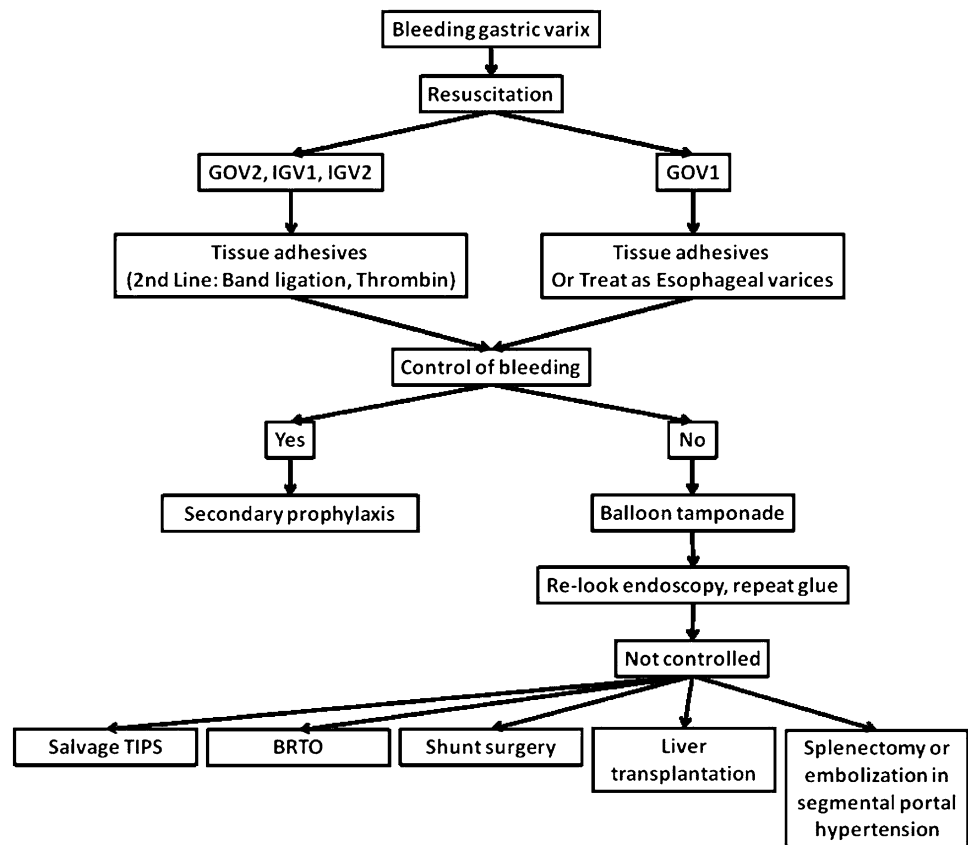 Bleeding gastric varix
Resuscitation
GOV2, IGV1, IGV2
GOV1
Tissue adhesives
(2nd Line: Band ligation, Thrombin)
Tissue adhesives
Or Treat as Esophageal varices
Control of bleeding
Yes
No
Secondary prophylaxis
Balloon tamponade
Re-look endoscopy, repeat glue
Not controlled
Salvage TIPS
BRTO
Shunt surgery
Liver
transplantation
Splenectomy or
embolization in
segmental portal
hypertension